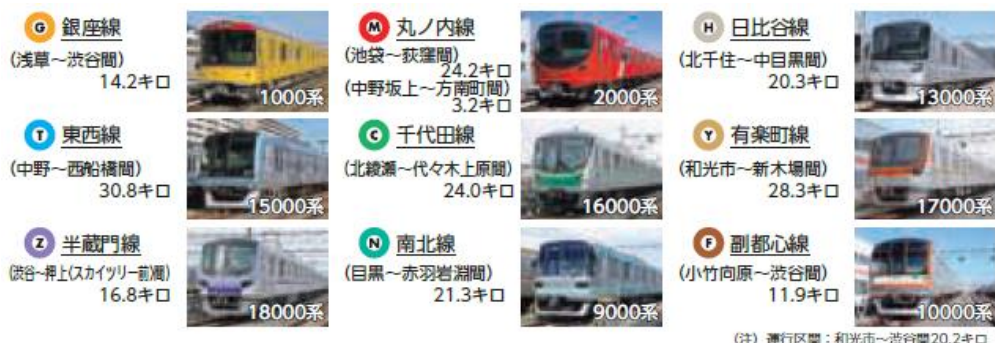 G 銀座線
(浅草～渋谷間)
14.2キロ
1000系
M 丸ノ内線
(池袋～荻窪間)
24.2キロ
(中野坂上～方南町間)
3.2キロ
2000系
H 日比谷線
(北千住～中目黒間)
20.3キロ
13000系
T 東西線
(中野～西船橋間)
30.8キロ
15000系
C 千代田線
(北綾瀬～代々木上原間)
24.0キロ
16000系
Y 有楽町線
(和光市～新木場間)
28.3キロ
17000系
Z 半蔵門線
(渋谷～押上(スカイツリー前)間)
16.8キロ
18000系
N 南北線
(目黒～赤羽岩淵間)
21.3キロ
9000系
F 副都心線
(小竹向原～渋谷間)
11.9キロ
10000系
(注) 運行区間：和光市～渋谷間20.2キロ